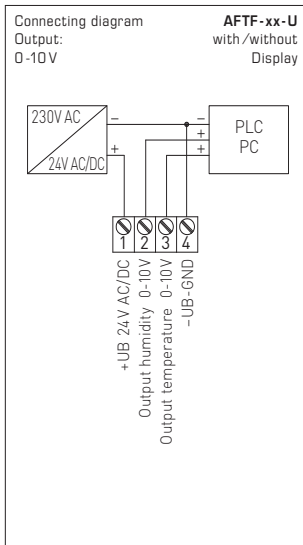 Connecting diagram
Output:
0-10 V
AFTF-xx-U
with/without
Display
230V AC
24V AC/DC
–
+
–
+
+
PLC
PC
1 2 3 4
+UB 24V AC/DC
Output humidity 0-10V
Output temperature 0-10V
–UB-GND